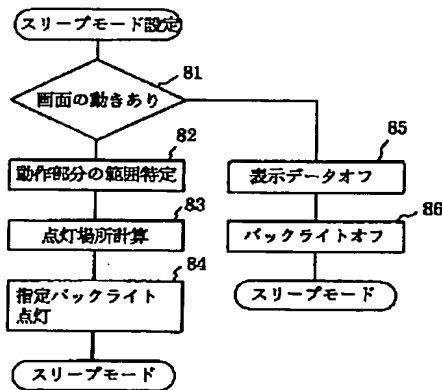 スリープモード設定
81
画面の動きあり
82
動作部分の範囲特定
83
点灯場所計算
84
指定バックライト
点灯
スリープモード
85
表示データオフ
86
バックライトオフ
スリープモード